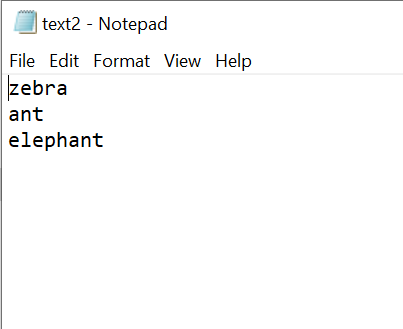 text2 - Notepad
File Edit Format View Help
zebra
ant
elephant